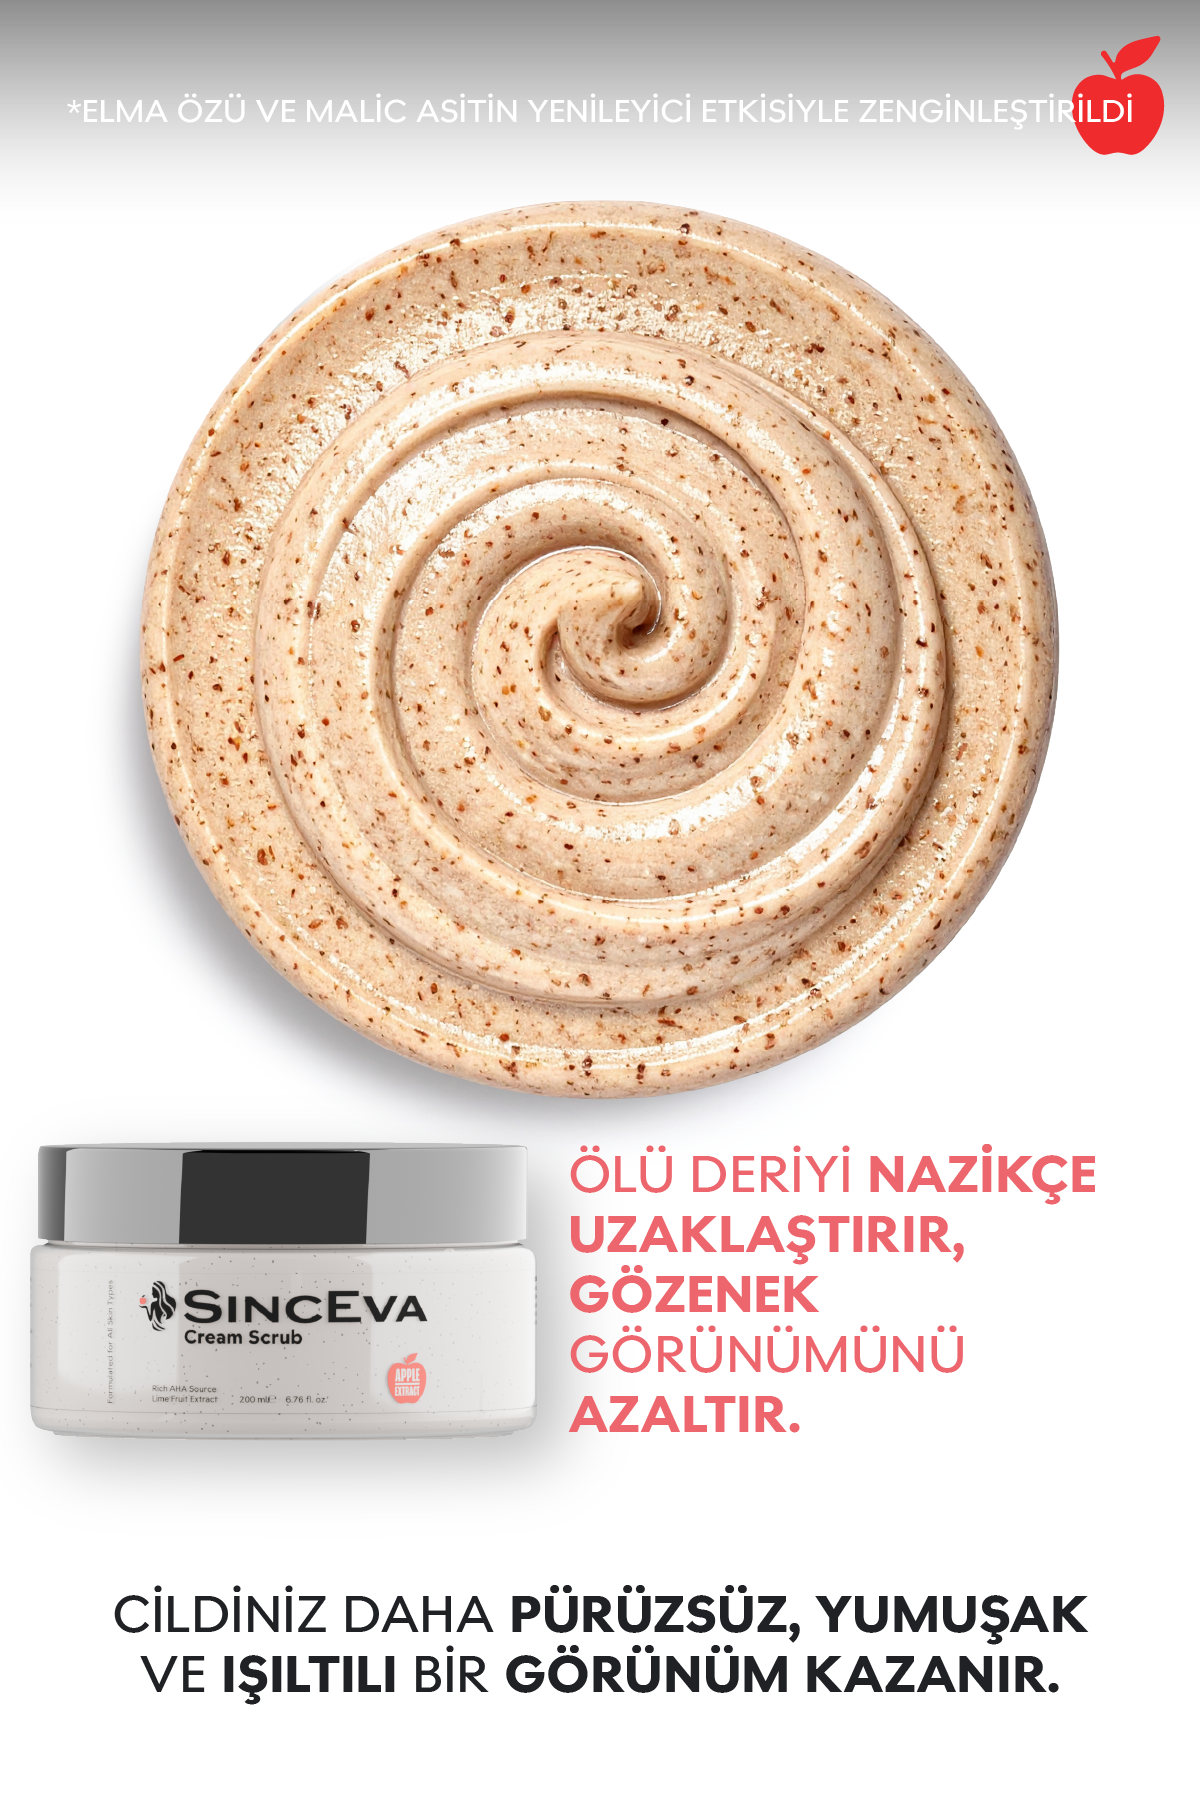 *ELMA ÖZÜ VE MALİC ASİTİN YENİLEYİCİ ETKİSİYLE ZENGİNLEŞTİRİLDİ
ÖLÜ DERİYİ NAZİKÇE
UZAKLAŞTIRIR,
GÖZENEK
GÖRÜNÜMÜNÜ
AZALTIR.
Formulated for All Skin Types
SINCEVA
Cream Scrub
APPLE
EXTRACT
Rich AHA Source
Lime Fruit Extract 200 ml ℮ 6.76 fl. oz.
CİLDİNİZ DAHA PÜRÜZSÜZ, YUMUŞAK
VE IŞILTILI BİR GÖRÜNÜM KAZANIR.